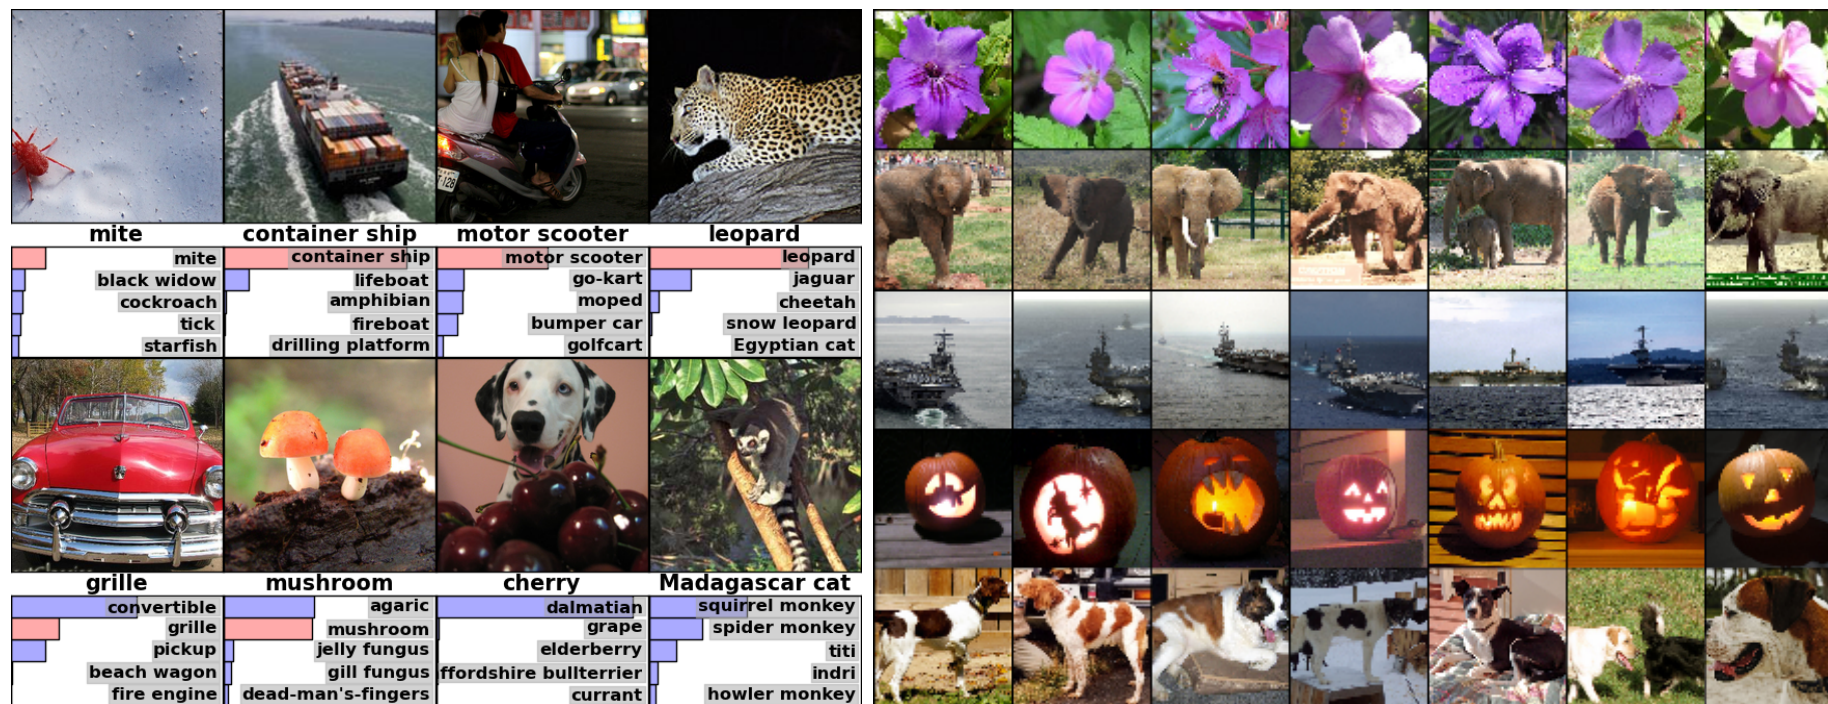 mite
container ship
motor scooter
leopard
mite
black widow
cockroach
tick
starfish
container ship
lifeboat
amphibian
fireboat
drilling platform
motor scooter
go-kart
moped
bumper car
golfcart
leopard
jaguar
cheetah
snow leopard
Egyptian cat
grille
mushroom
cherry
Madagascar cat
convertible
grille
pickup
beach wagon
fire engine
agaric
mushroom
jelly fungus
gill fungus
dead-man's-fingers
dalmatian
grape
elderberry
ffordshire bullterrier
currant
squirrel monkey
spider monkey
titi
indri
howler monkey